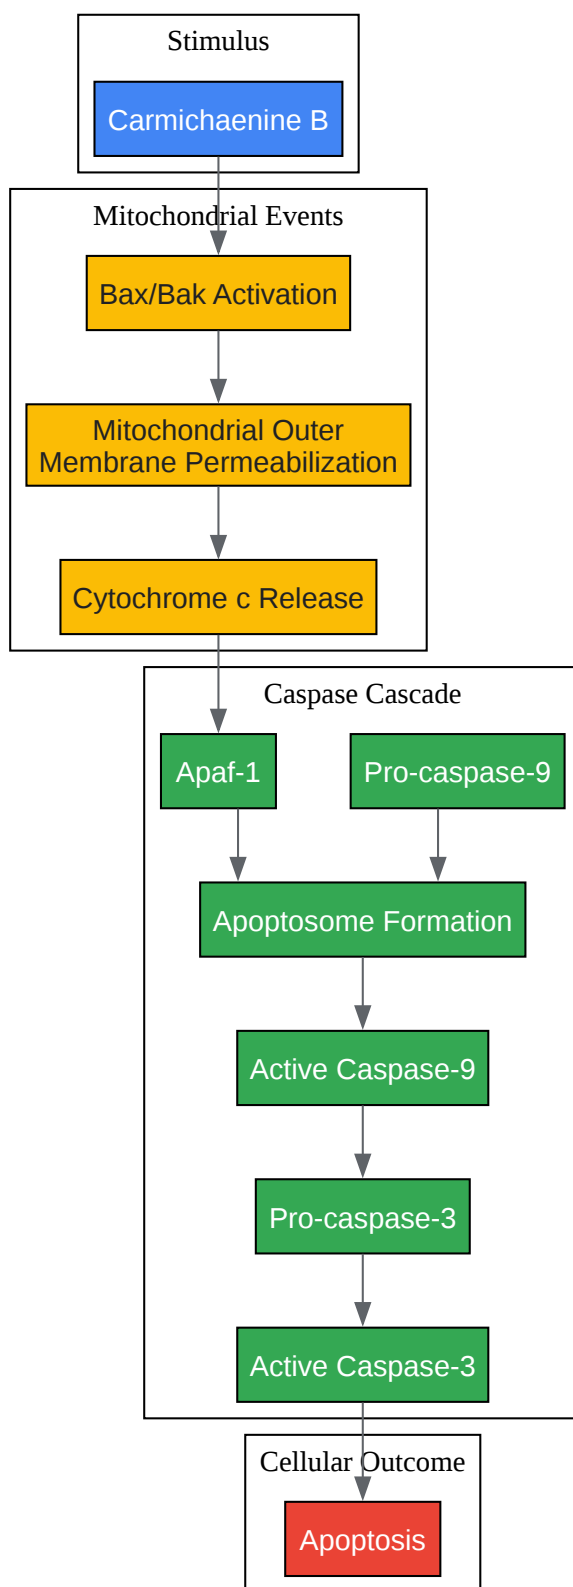 Stimulus
Carmichaenine B
Mitochondrial Events
Bax/Bak Activation
Mitochondrial Outer
Membrane Permeabilization
Cytochrome c Release
Caspase Cascade
Apaf-1
Pro-caspase-9
Apoptosome Formation
Active Caspase-9
Pro-caspase-3
Active Caspase-3
Cellular Outcome
Apoptosis